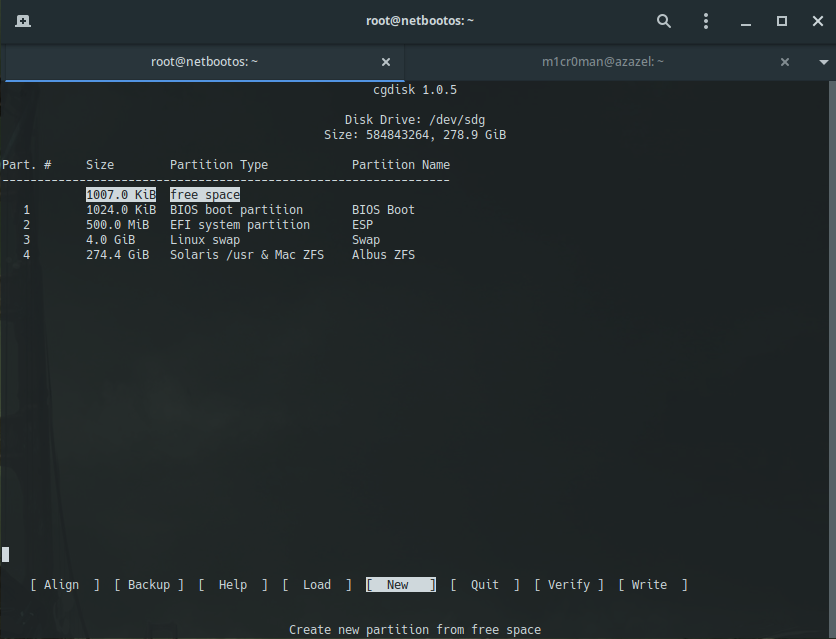 root@netbootos: ~
root@netbootos: ~
m1cr0man@azazel: ~
cgdisk 1.0.5
Disk Drive: /dev/sdg
Size: 584843264, 278.9 GiB
Part. # Size Partition Type Partition Name
----------------------------------------------------------------
1007.0 KiB free space
1 1024.0 KiB BIOS boot partition BIOS Boot
2 500.0 MiB EFI system partition ESP
3 4.0 GiB Linux swap Swap
4 274.4 GiB Solaris /usr & Mac ZFS Albus ZFS
[ Align ] [ Backup ] [ Help ] [ Load ] [ New ] [ Quit ] [ Verify ] [ Write ]
Create new partition from free space